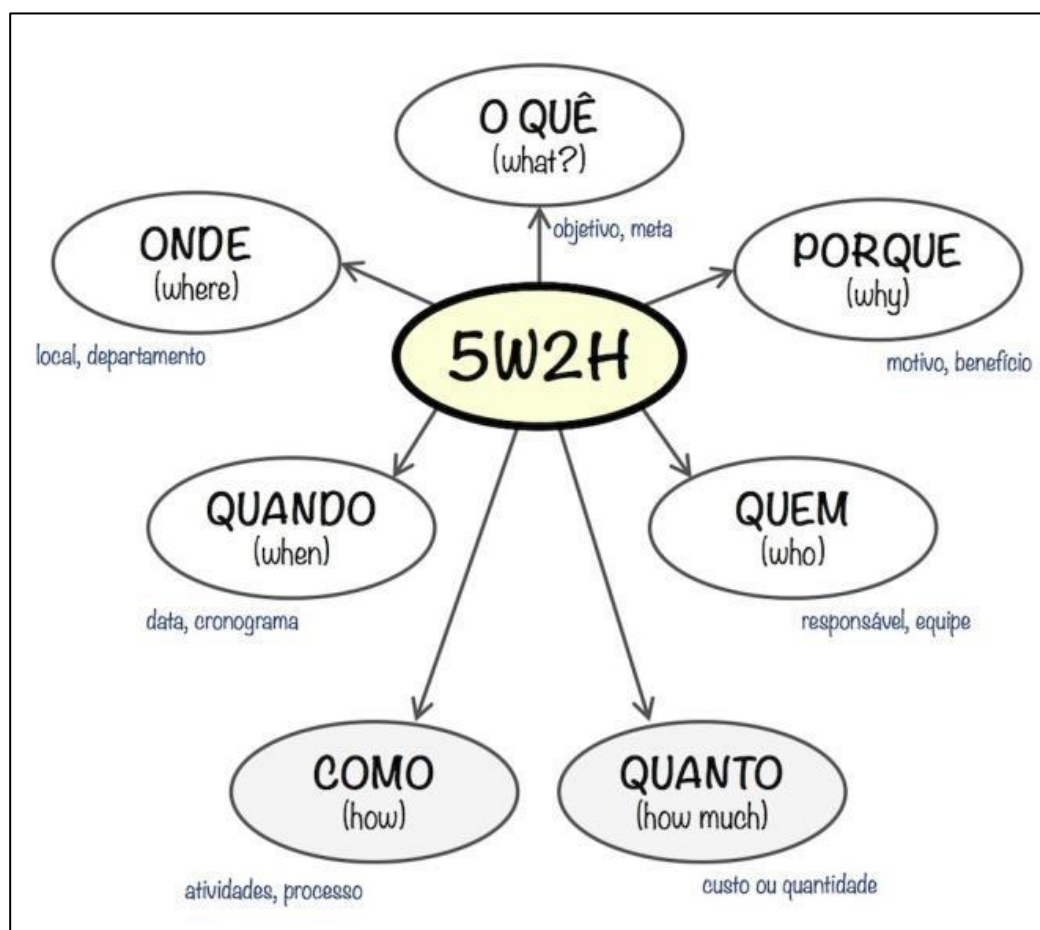 O QUÊ
(what?)
objetivo, meta
ONDE
(where)
local, departamento
PORQUE
(why)
motivo, benefício
5W2H
QUANDO
(when)
data, cronograma
QUEM
(who)
responsável, equipe
COMO
(how)
atividades, processo
QUANTO
(how much)
custo ou quantidade